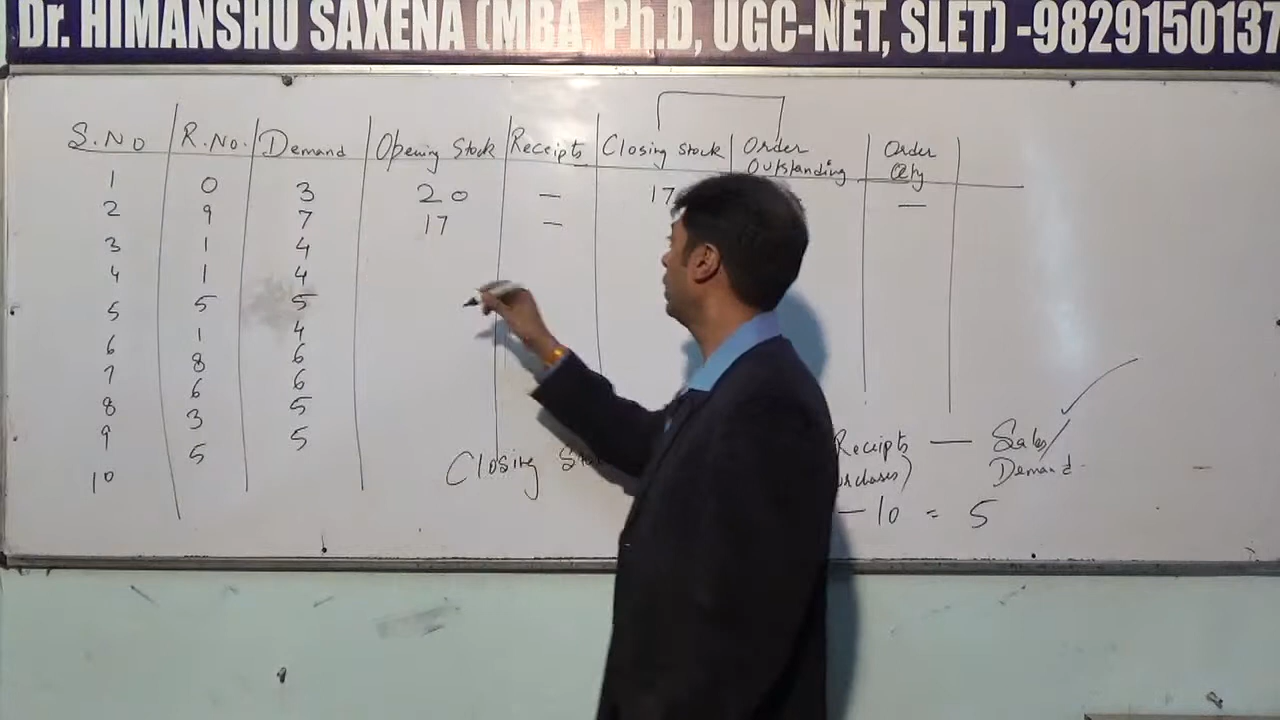 Dr. HIMANSHU SAXENA (MBA, Ph.D, UGC-NET, SLET) -9829150137
S.No R.No. Demand Opening Stock Receipts Closing stock Order Outstanding Order Qty
1 0 3 20 — 17 —
2 9 7 17 —
3 1 4
4 1 4
5 5 5
6 1 4
7 8 6
8 6 6
9 3 5
10 5 5
Closing Receipts — Sales/
Demand
— 10 = 5